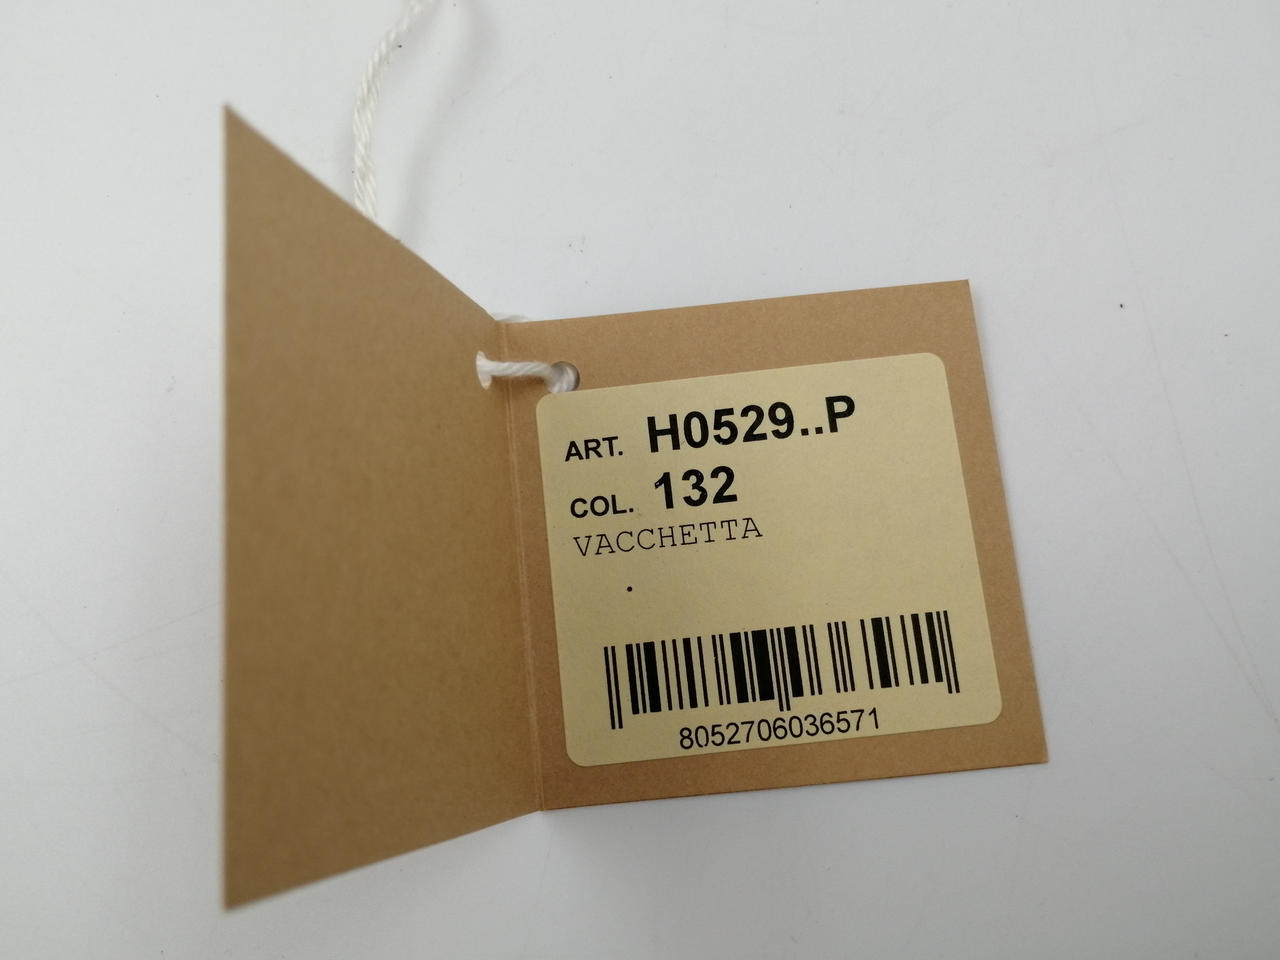 ART. H0529..P
COL. 132
VACCHETTA
.
8052706036571